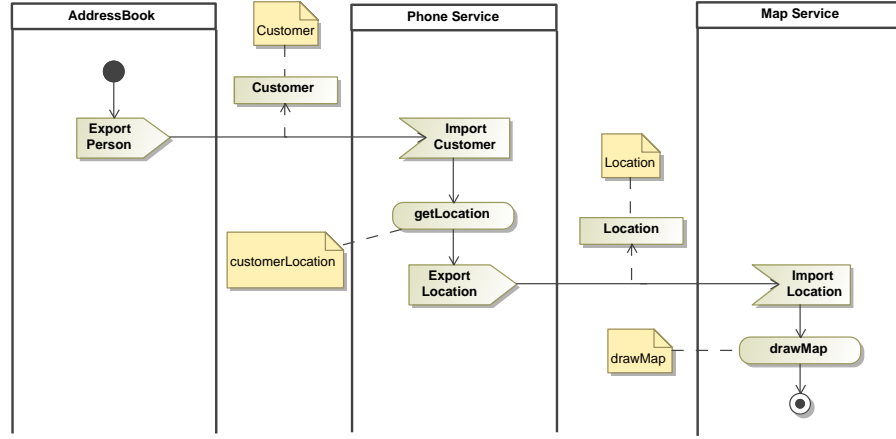 AddressBook
Phone Service
Map Service
Customer
Customer
Export
Person
Import
Customer
Location
getLocation
Location
customerLocation
Export
Location
Import
Location
drawMap
drawMap